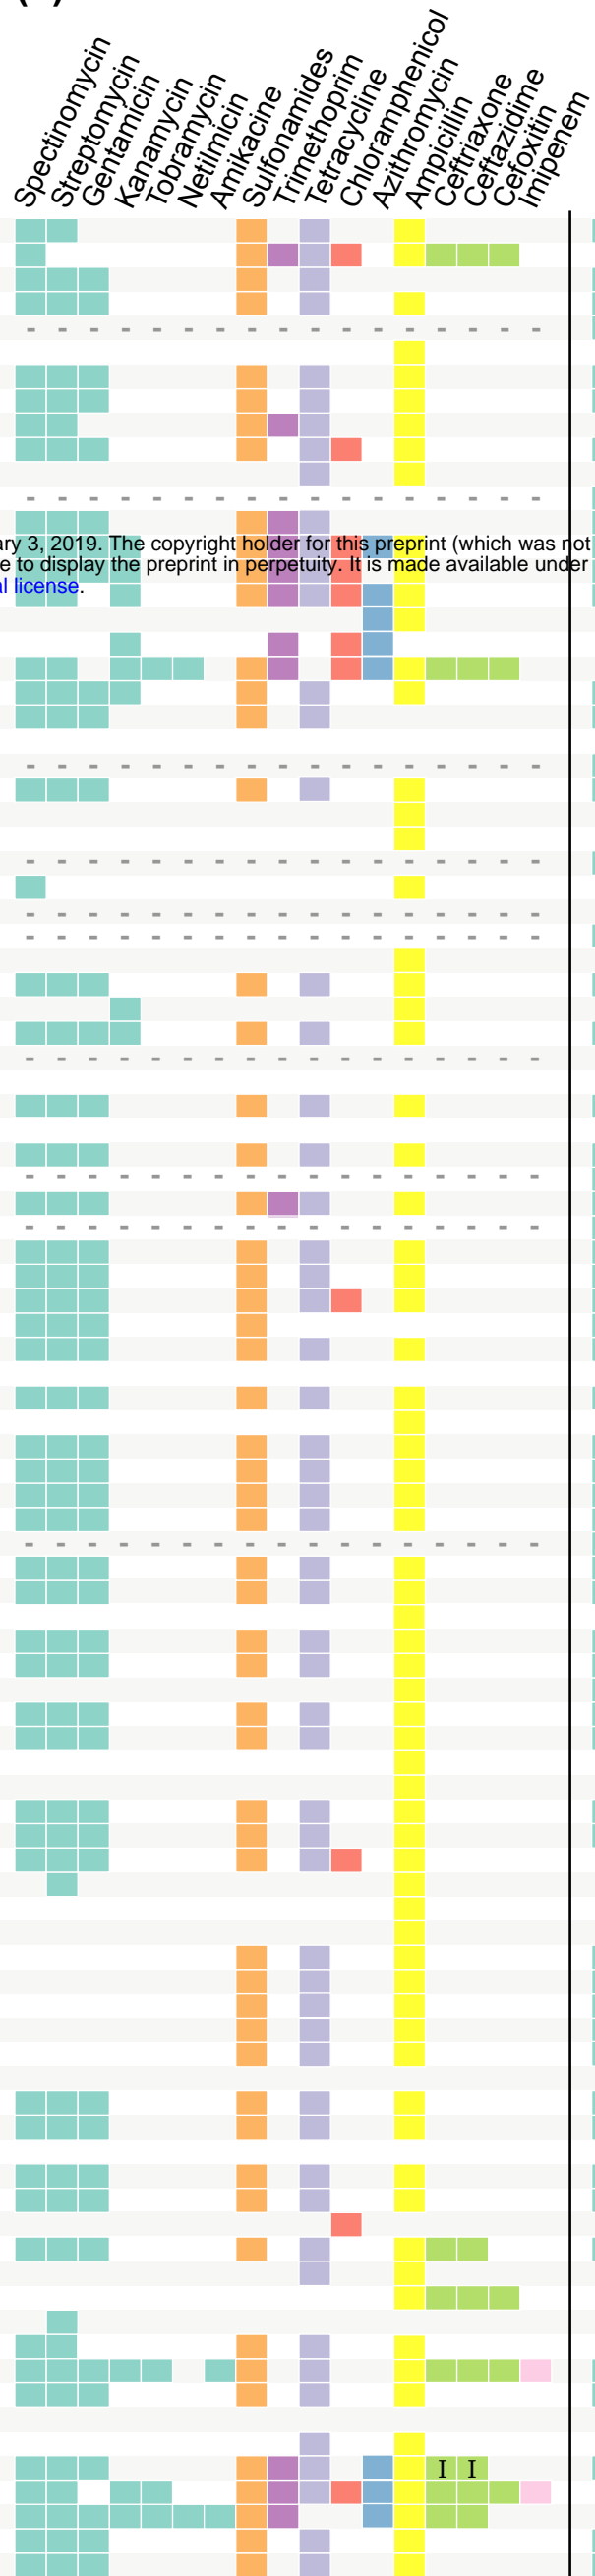 Spectinomycin
Streptomycin
Gentamicin
Kanamycin
Tobramycin
Netilmicin
Amikacine
Sulfonamides
Trimethoprim
Tetracycline
Chloramphenicol
Azithromycin
Ampicillin
Ceftriaxone
Ceftazidime
Cefoxitin
Imipenem
ary 3, 2019. The copyright holder for this preprint (which was not
e to display the preprint in perpetuity. It is made available under
al license.
I I